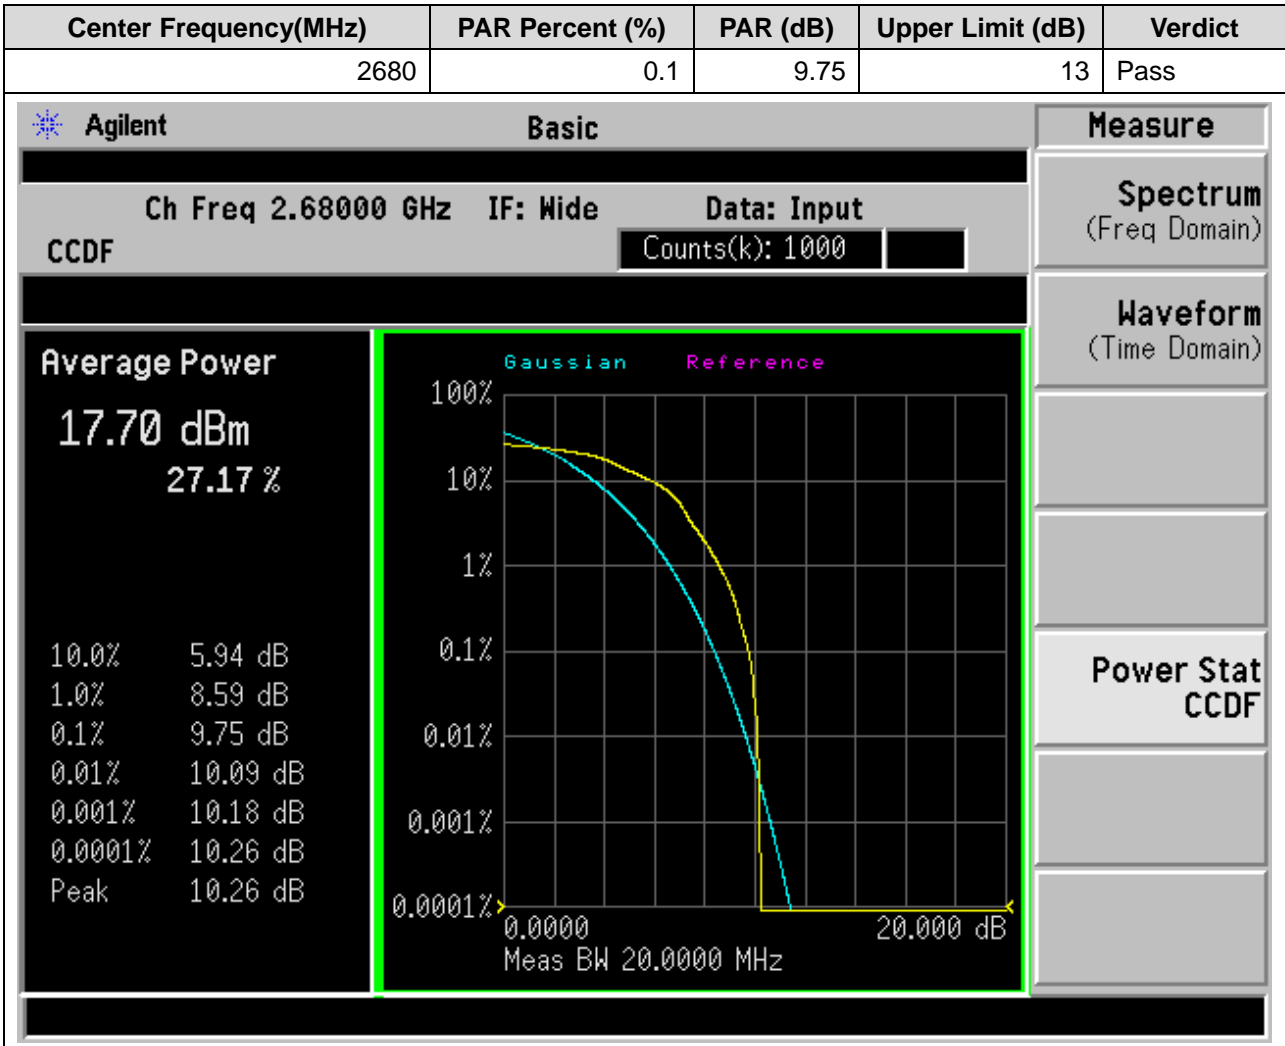 Center Frequency(MHz) PAR Percent (%) PAR (dB) Upper Limit (dB) Verdict
2680 0.1 9.75 13 Pass
Agilent Basic Measure
Ch Freq 2.68000 GHz IF: Wide Data: Input
CCDF Counts(k): 1000
Spectrum
(Freq Domain)
Waveform
(Time Domain)
Power Stat
CCDF
Average Power
17.70 dBm
27.17 %
10.0% 5.94 dB
1.0% 8.59 dB
0.1% 9.75 dB
0.01% 10.09 dB
0.001% 10.18 dB
0.0001% 10.26 dB
Peak 10.26 dB
Gaussian Reference
100%
10%
1%
0.1%
0.01%
0.001%
0.0001%
0.0000 20.000 dB
Meas BW 20.0000 MHz